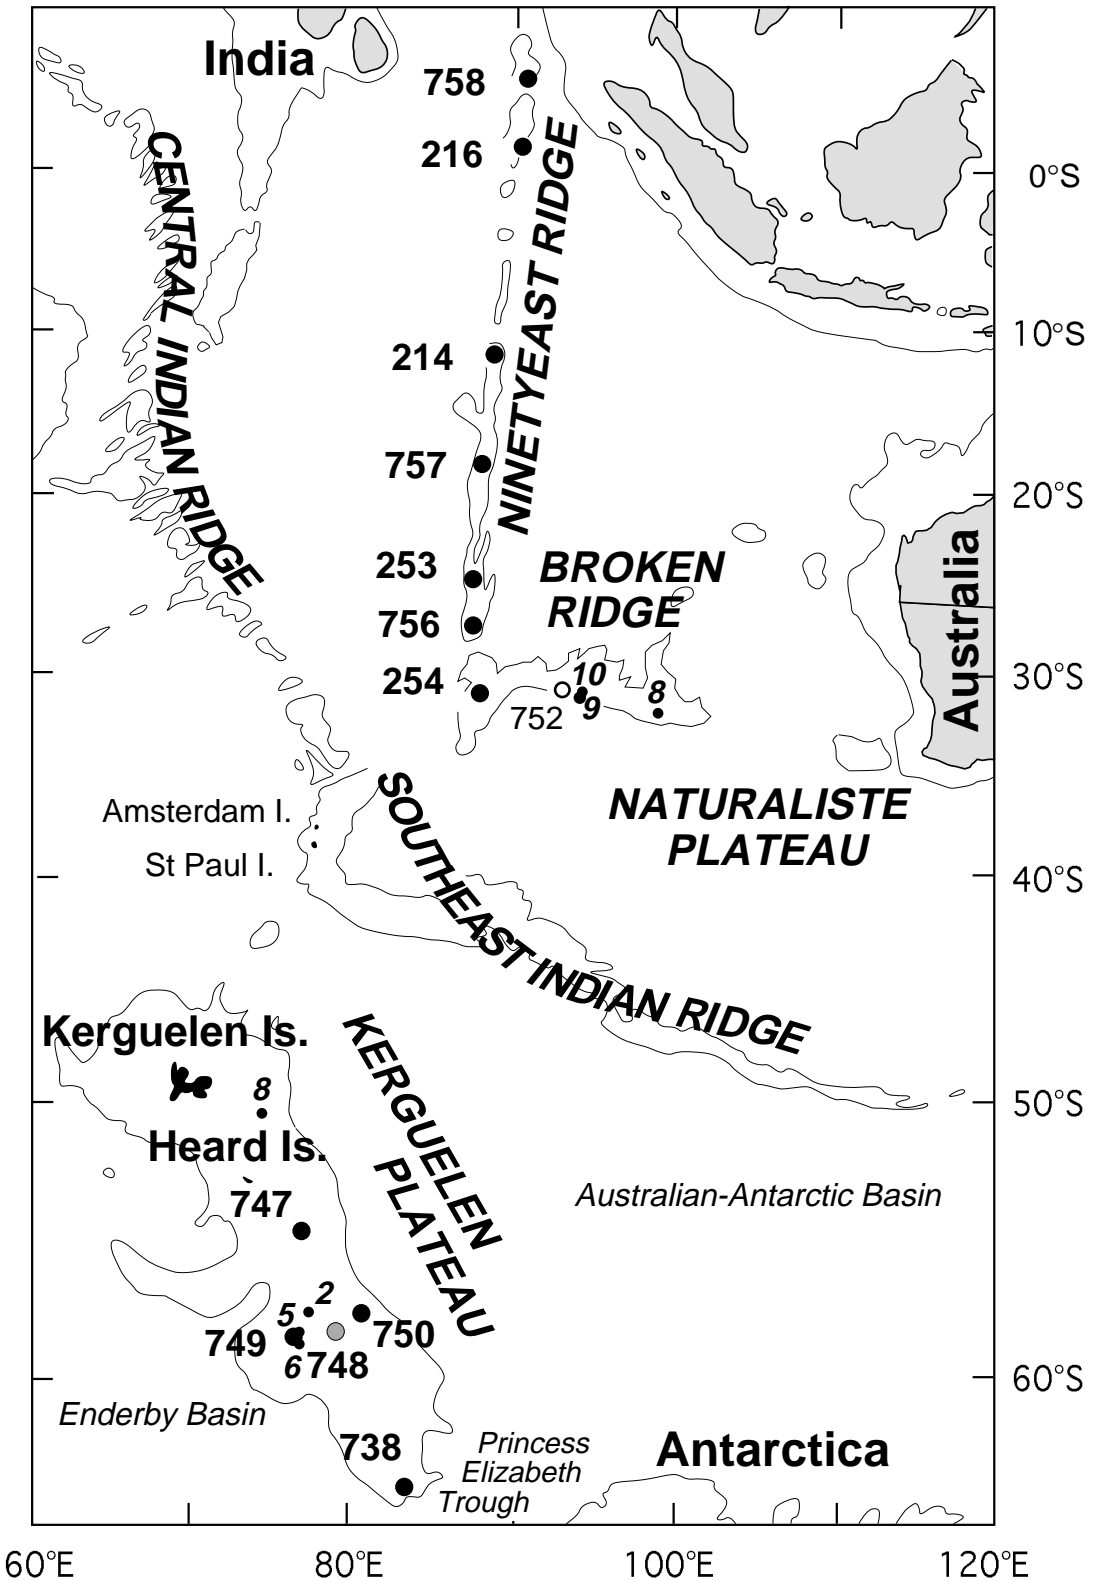 India
758
216
0°S
CENTRAL INDIAN RIDGE
NINETYEAST RIDGE
10°S
214
757
20°S
253
BROKEN
RIDGE
756
Australia
254
10
8
30°S
752
9
Amsterdam I.
SOUTHEAST INDIAN RIDGE
NATURALISTE
PLATEAU
St Paul I.
40°S
Kerguelen Is.
KERGUELEN
PLATEAU
8
50°S
Heard Is.
747
Australian-Antarctic Basin
2
5
749
750
6
748
60°S
Enderby Basin
738
Princess
Elizabeth
Trough
Antarctica
60°E
80°E
100°E
120°E